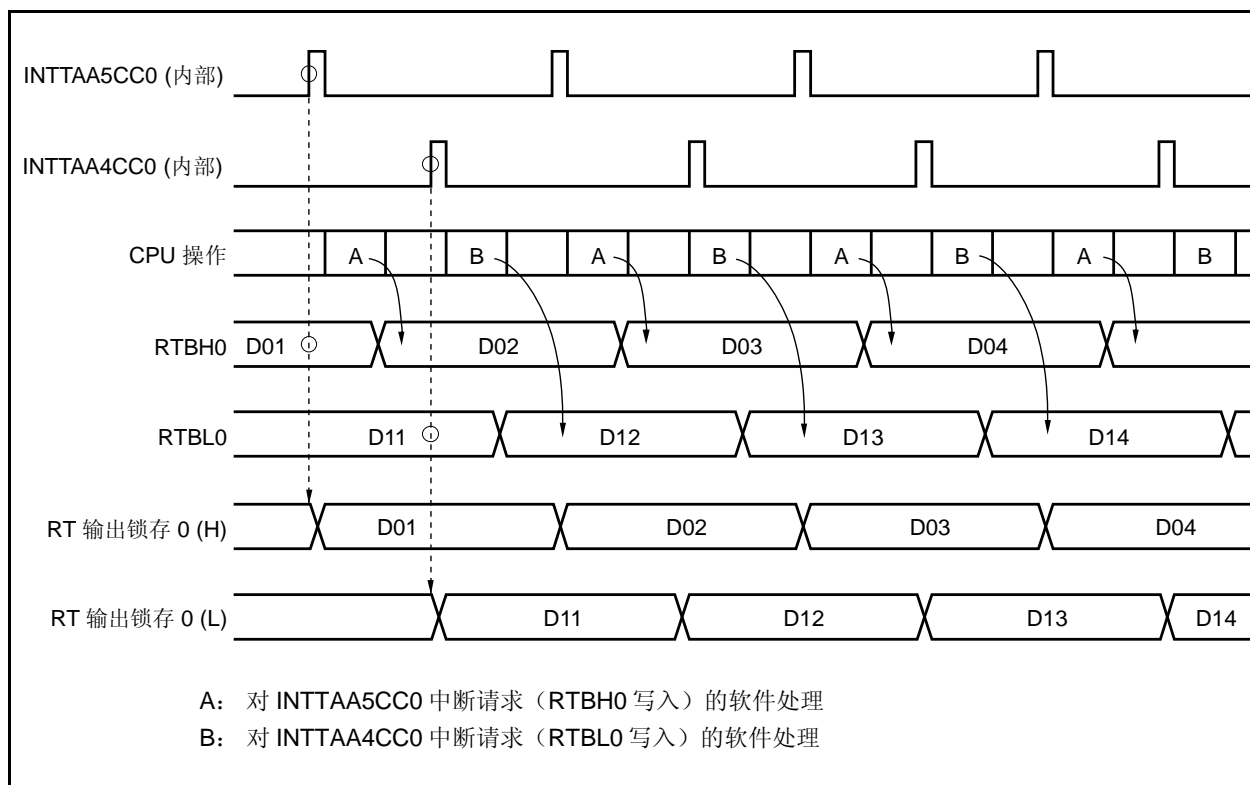 INTTAA5CC0 (内部)
INTTAA4CC0 (内部)
CPU 操作 A B A B A B A B
RTBH0 D01 D02 D03 D04
RTBL0 D11 D12 D13 D14
RT 输出锁存 0 (H) D01 D02 D03 D04
RT 输出锁存 0 (L) D11 D12 D13 D14
A： 对 INTTAA5CC0 中断请求（RTBH0 写入）的软件处理
B： 对 INTTAA4CC0 中断请求（RTBL0 写入）的软件处理